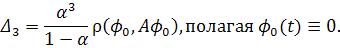 Δ₃ = α³/(1 − α) ρ(ϕ₀, Aϕ₀), полагая ϕ₀(t) ≡ 0.